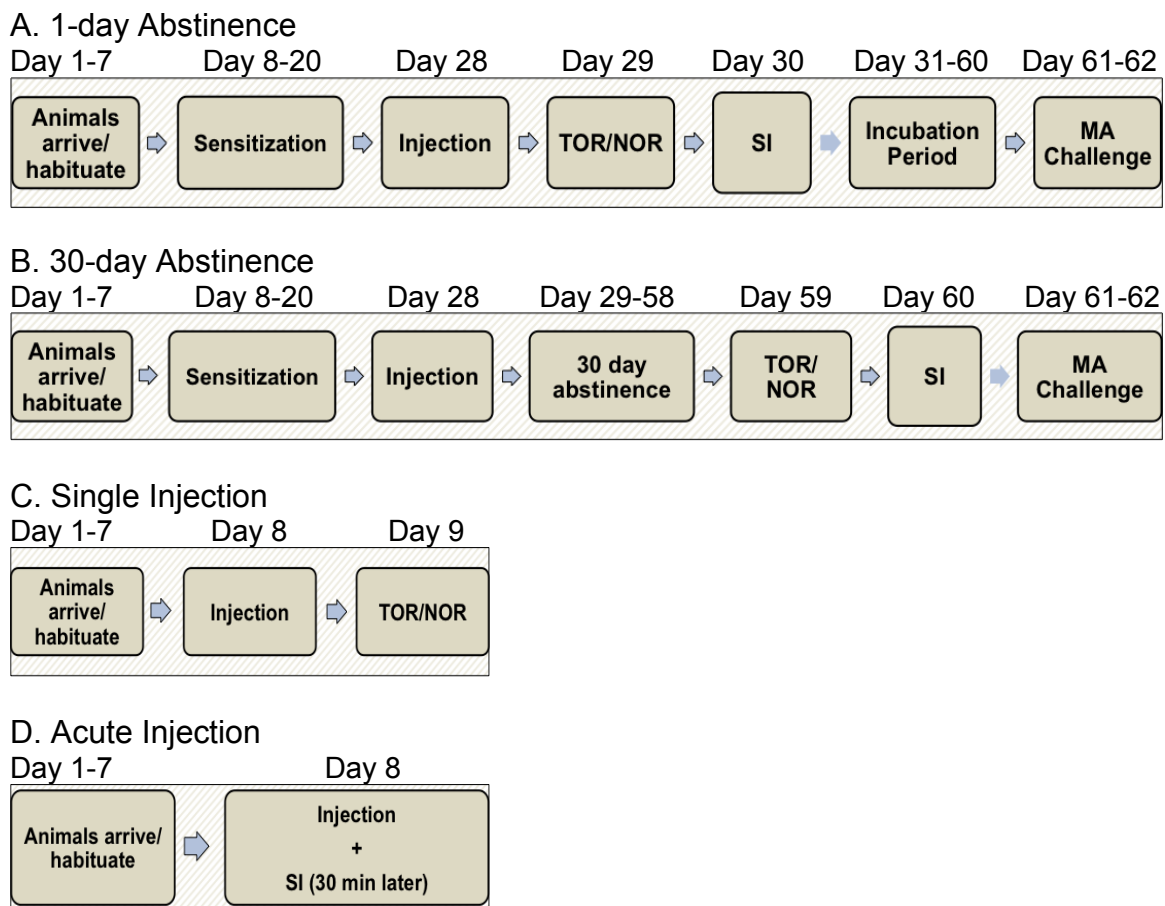 A. 1-day Abstinence
Day 1-7 Day 8-20 Day 28 Day 29 Day 30 Day 31-60 Day 61-62
Animals
arrive/
habituate
Sensitization
Injection
TOR/NOR
SI
Incubation
Period
MA
Challenge
B. 30-day Abstinence
Day 1-7 Day 8-20 Day 28 Day 29-58 Day 59 Day 60 Day 61-62
Animals
arrive/
habituate
Sensitization
Injection
30 day
abstinence
TOR/
NOR
SI
MA
Challenge
C. Single Injection
Day 1-7 Day 8 Day 9
Animals
arrive/
habituate
Injection
TOR/NOR
D. Acute Injection
Day 1-7 Day 8
Animals arrive/
habituate
Injection
+
SI (30 min later)